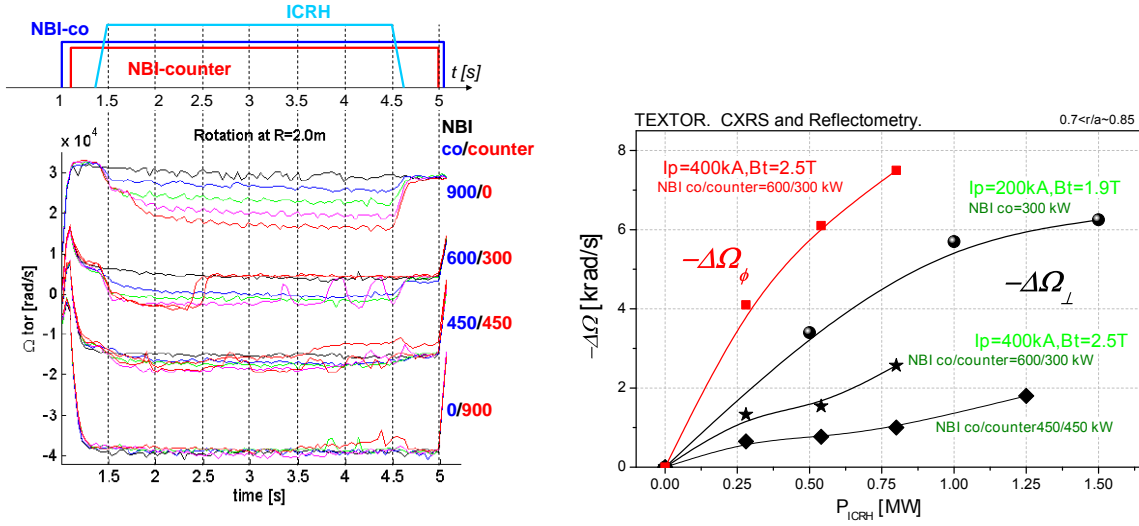 ICRH
NBI-co
NBI-counter
t [s]
1 1.5 2 2.5 3 3.5 4 4.5 5
x 10⁴
Rotation at R=2.0m
NBI
co/counter
900/0
600/300
450/450
0/900
Ω tor [rad/s]
3
2
1
0
-1
-2
-3
-4
1.5 2 2.5 3 3.5 4 4.5 5
time [s]
TEXTOR. CXRS and Reflectometry.
0.7<r/a~0.85
Ip=400kA,Bt=2.5T
NBI co/counter=600/300 kW
Ip=200kA,Bt=1.9T
NBI co=300 kW
−ΔΩϕ
−ΔΩ⊥
Ip=400kA,Bt=2.5T
NBI co/counter=600/300 kW
NBI co/counter450/450 kW
-ΔΩ [krad/s]
8
6
4
2
0
0.00 0.25 0.50 0.75 1.00 1.25 1.50
P_ICRH [MW]